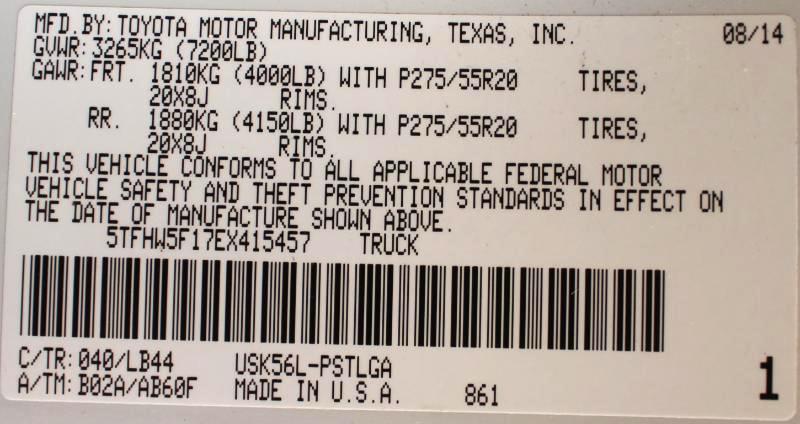 MFD.BY: TOYOTA MOTOR MANUFACTURING, TEXAS, INC. 08/14
GVWR: 3265KG (7200LB)
GAWR: FRT. 1810KG (4000LB) WITH P275/55R20 TIRES,
20X8J RIMS.
RR. 1880KG (4150LB) WITH P275/55R20 TIRES,
20X8J RIMS
THIS VEHICLE CONFORMS TO ALL APPLICABLE FEDERAL MOTOR
VEHICLE SAFETY AND THEFT PREVENTION STANDARDS IN EFFECT ON
THE DATE OF MANUFACTURE SHOWN ABOVE.
5TFHW5F17EX415457 TRUCK
C/TR: 040/LB44 USK56L-PSTLGA
A/TM: B02A/AB60F MADE IN U.S.A. 861 1